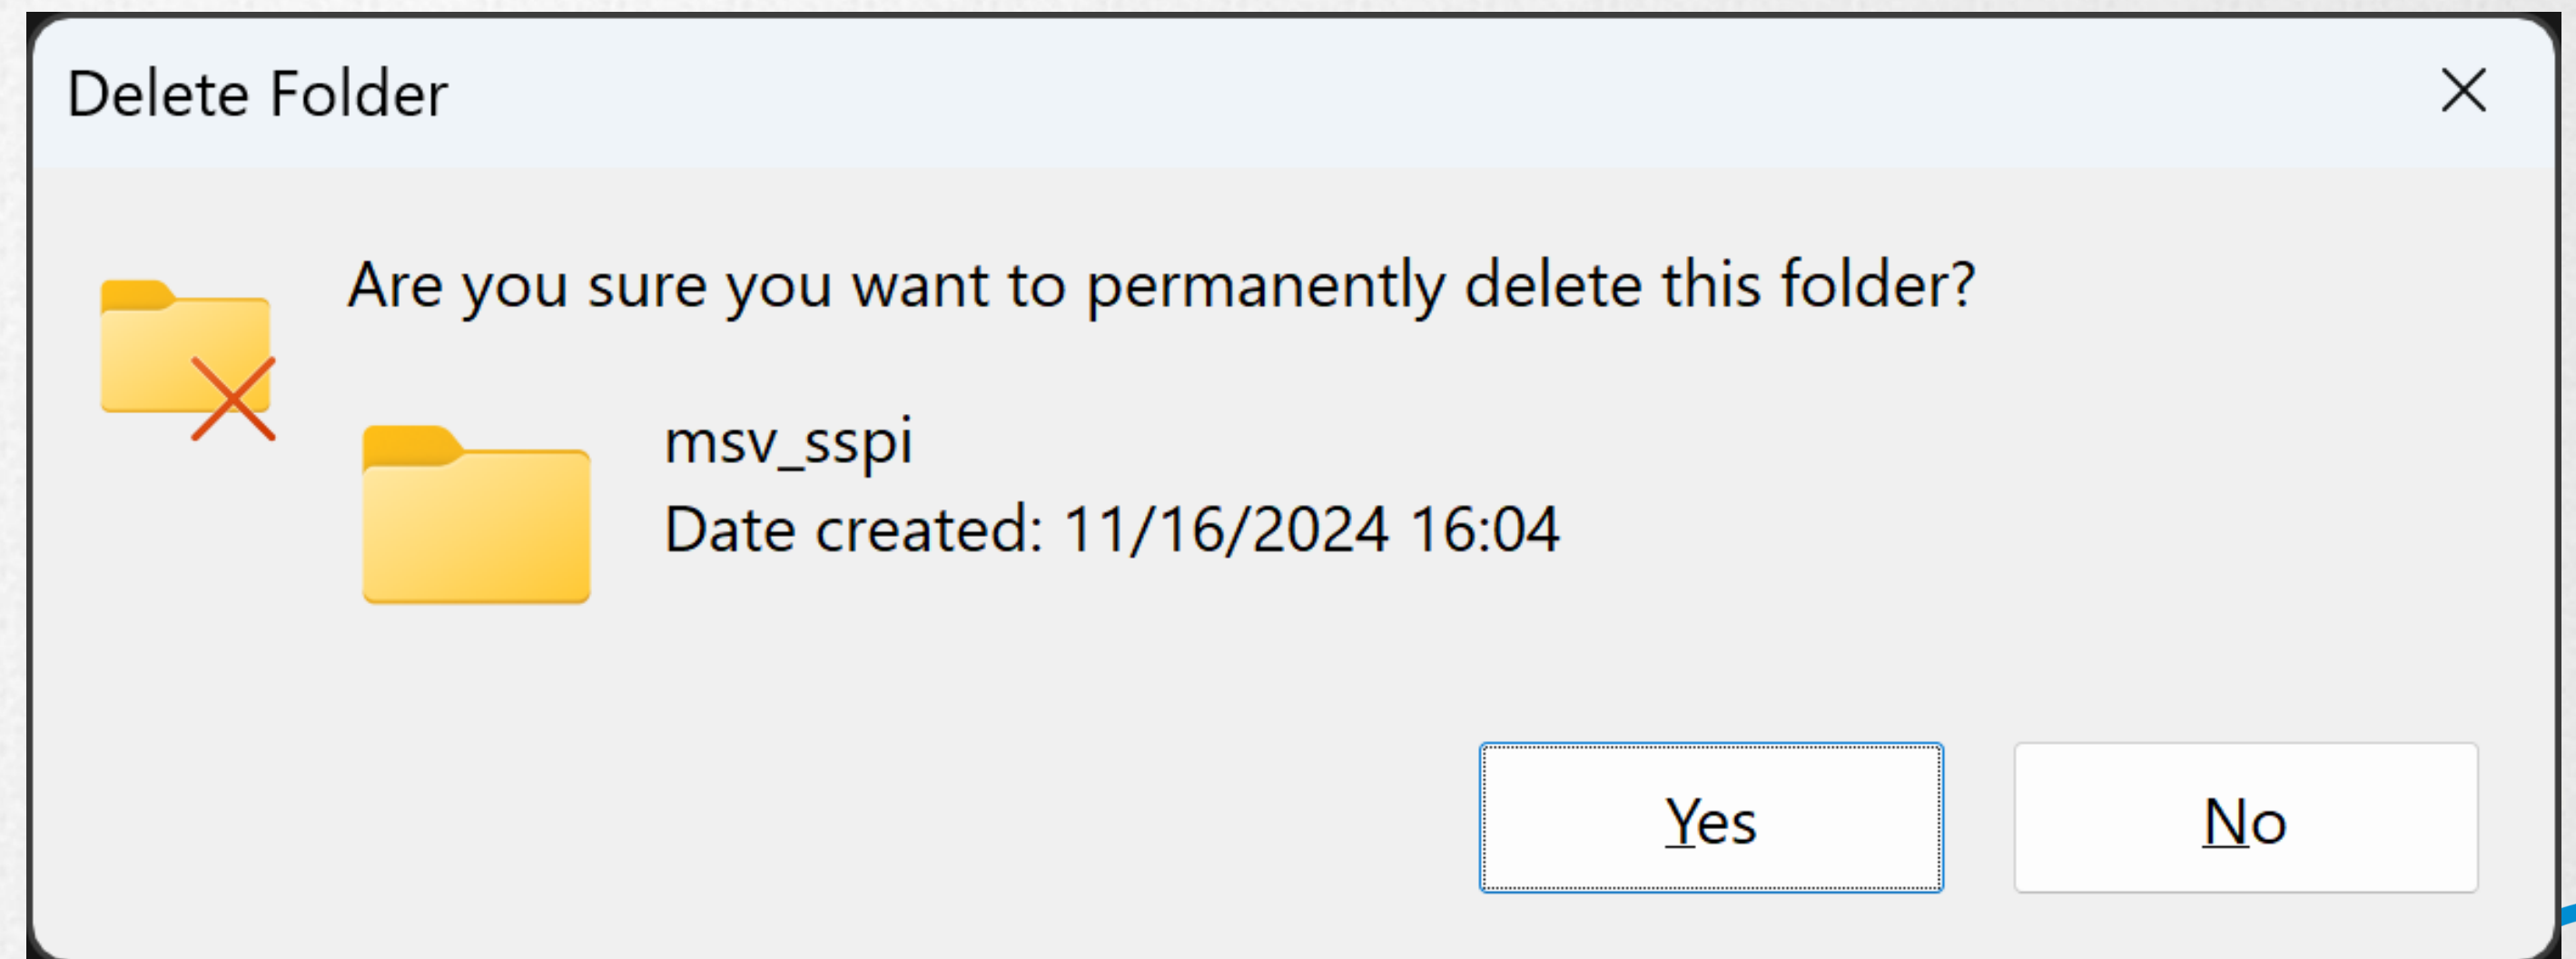 Delete Folder
Are you sure you want to permanently delete this folder?
msv_sspi
Date created: 11/16/2024 16:04
Yes
No